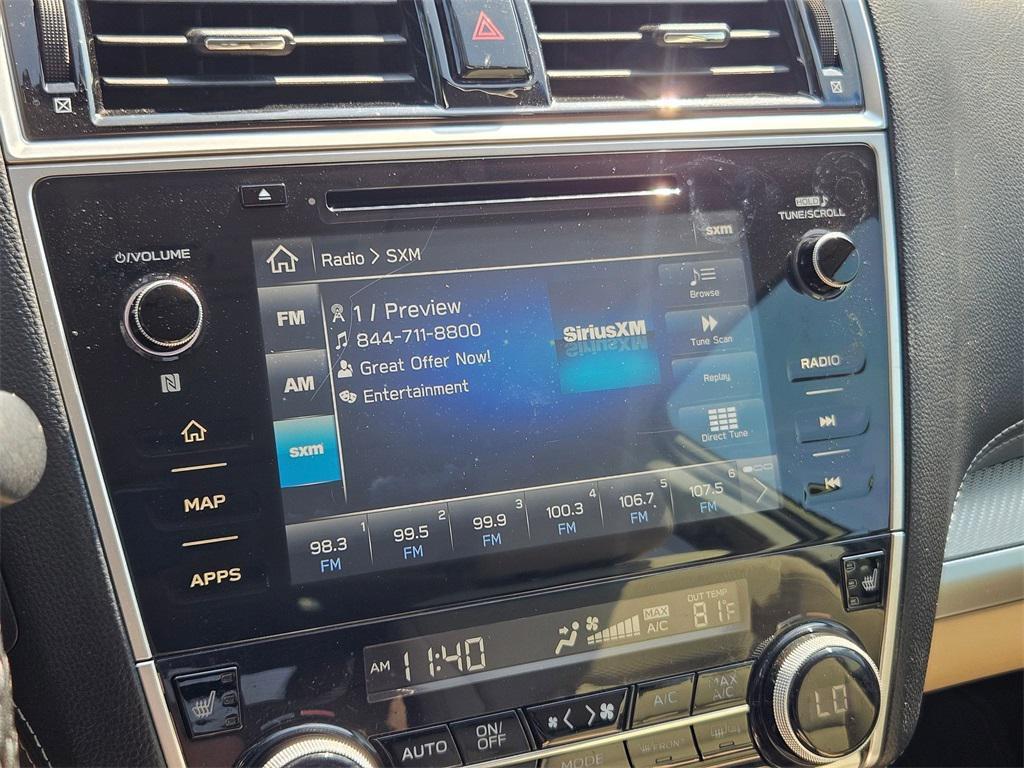 HOLD
TUNE/SCROLL
⏻/VOLUME
sxm
Radio > SXM
Browse
FM
1 / Preview
844-711-8800
SiriusXM
Tune Scan
RADIO
Great Offer Now!
AM
Entertainment
Replay
sxm
Direct Tune
MAP
98.3 1
FM
99.5 2
FM
99.9 3
FM
100.3 4
FM
106.7 5
FM
107.5 6
FM
APPS
AM 11:40
MAX
A/C
OUT TEMP
81°F
AUTO
ON/
OFF
A/C
MAX
A/C
LO
MODE
FRONT